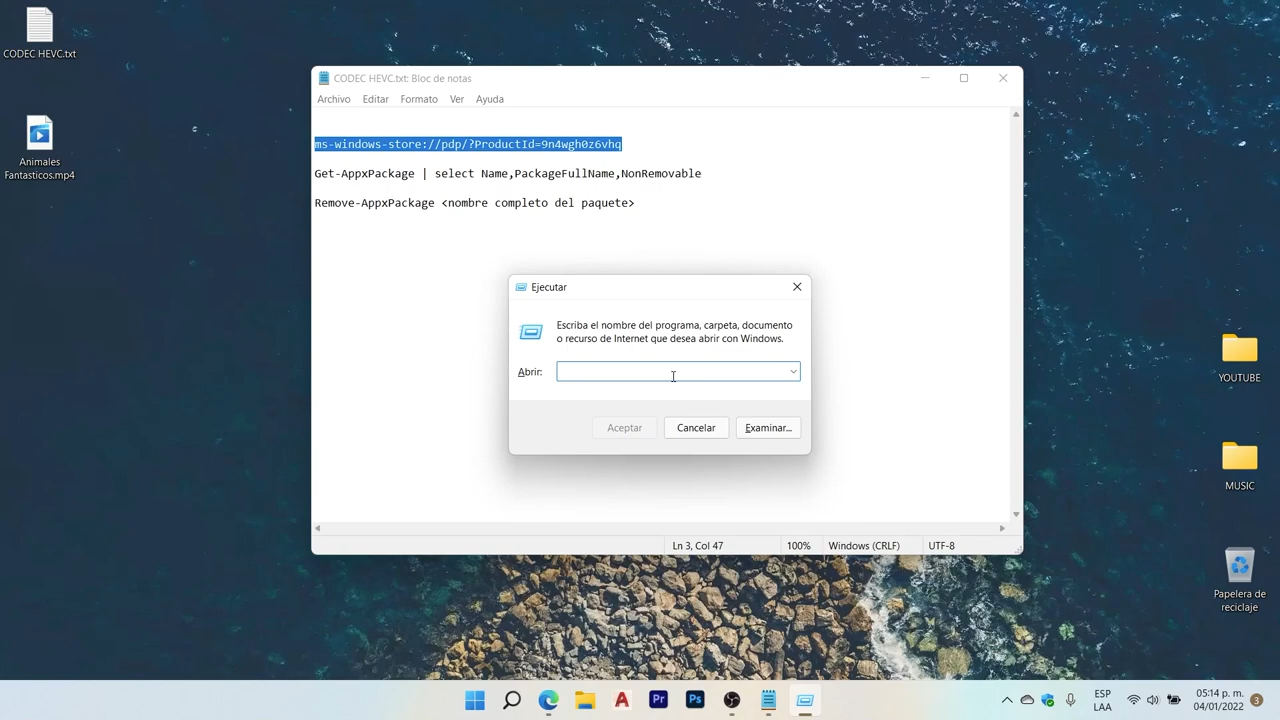 CODEC HEVC.txt
Animales
Fantasticos.mp4
CODEC HEVC.txt: Bloc de notas
Archivo Editar Formato Ver Ayuda
ms-windows-store://pdp/?ProductId=9n4wgh0z6vhq
Get-AppxPackage | select Name,PackageFullName,NonRemovable
Remove-AppxPackage <nombre completo del paquete>
Ejecutar
Escriba el nombre del programa, carpeta, documento
o recurso de Internet que desea abrir con Windows.
Abrir:
Aceptar Cancelar Examinar...
Ln 3, Col 47 100% Windows (CRLF) UTF-8
YOUTUBE
MUSIC
Papelera de
reciclaje
A Pr Ps
ESP
LAA
05:14 p. m.
04/01/2022
3